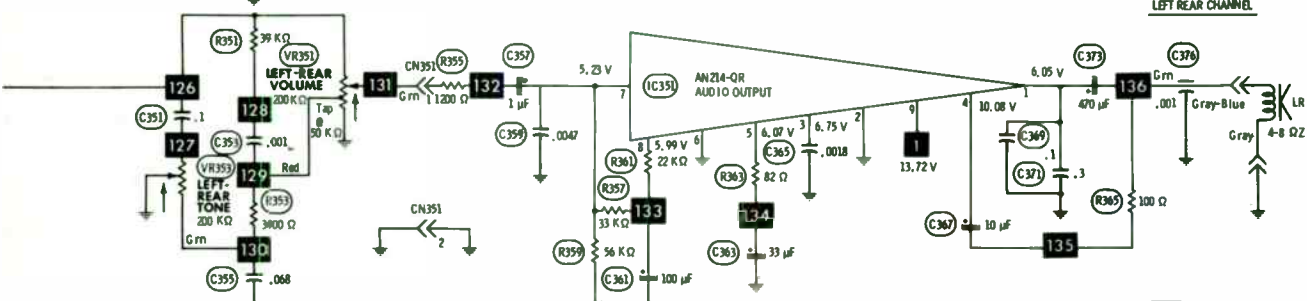 LEFT REAR CHANNEL
R351
39 KΩ
VR351
LEFT-REAR
VOLUME
200 KΩ
Tap
@
50 KΩ
126
C351
.1
127
128
C353
.001
129
Red
VR353
LEFT-
REAR
TONE
200 KΩ
Grn
R353
130
C355
.068
131
CN351
Grn
1
R355
1200 Ω
132
C357
1 µF
C359
.0047
CN351
2
5.23 V
7
IC351
AN214-QR
AUDIO OUTPUT
8
5.99 V
R361
22 KΩ
R357
33 KΩ
133
R359
56 KΩ
C361
100 µF
6
5
6.07 V
R363
82 Ω
134
C363
33 µF
3
6.75 V
C365
.0018
2
9
1
13.72 V
4
10.08 V
1
6.05 V
C369
.1
C371
.3
C367
10 µF
135
R365
100 Ω
C373
470 µF
136
Grn
C376
.001
Gray-Blue
Gray
LR
4-8 ΩZ